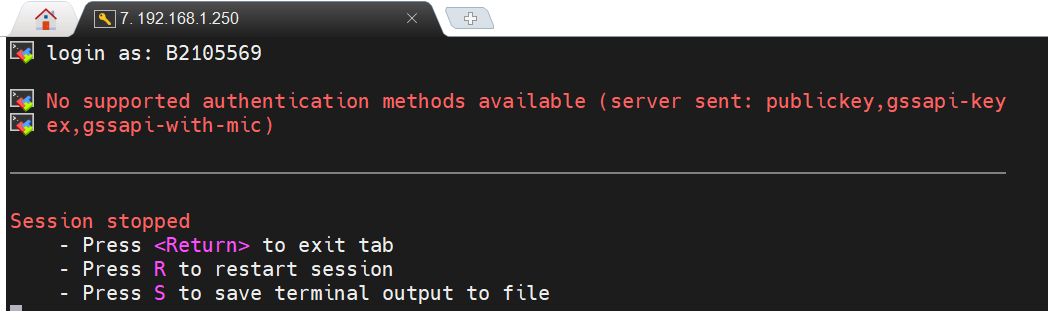 7. 192.168.1.250
login as: B2105569
No supported authentication methods available (server sent: publickey,gssapi-key
ex,gssapi-with-mic)
Session stopped
- Press <Return> to exit tab
- Press R to restart session
- Press S to save terminal output to file